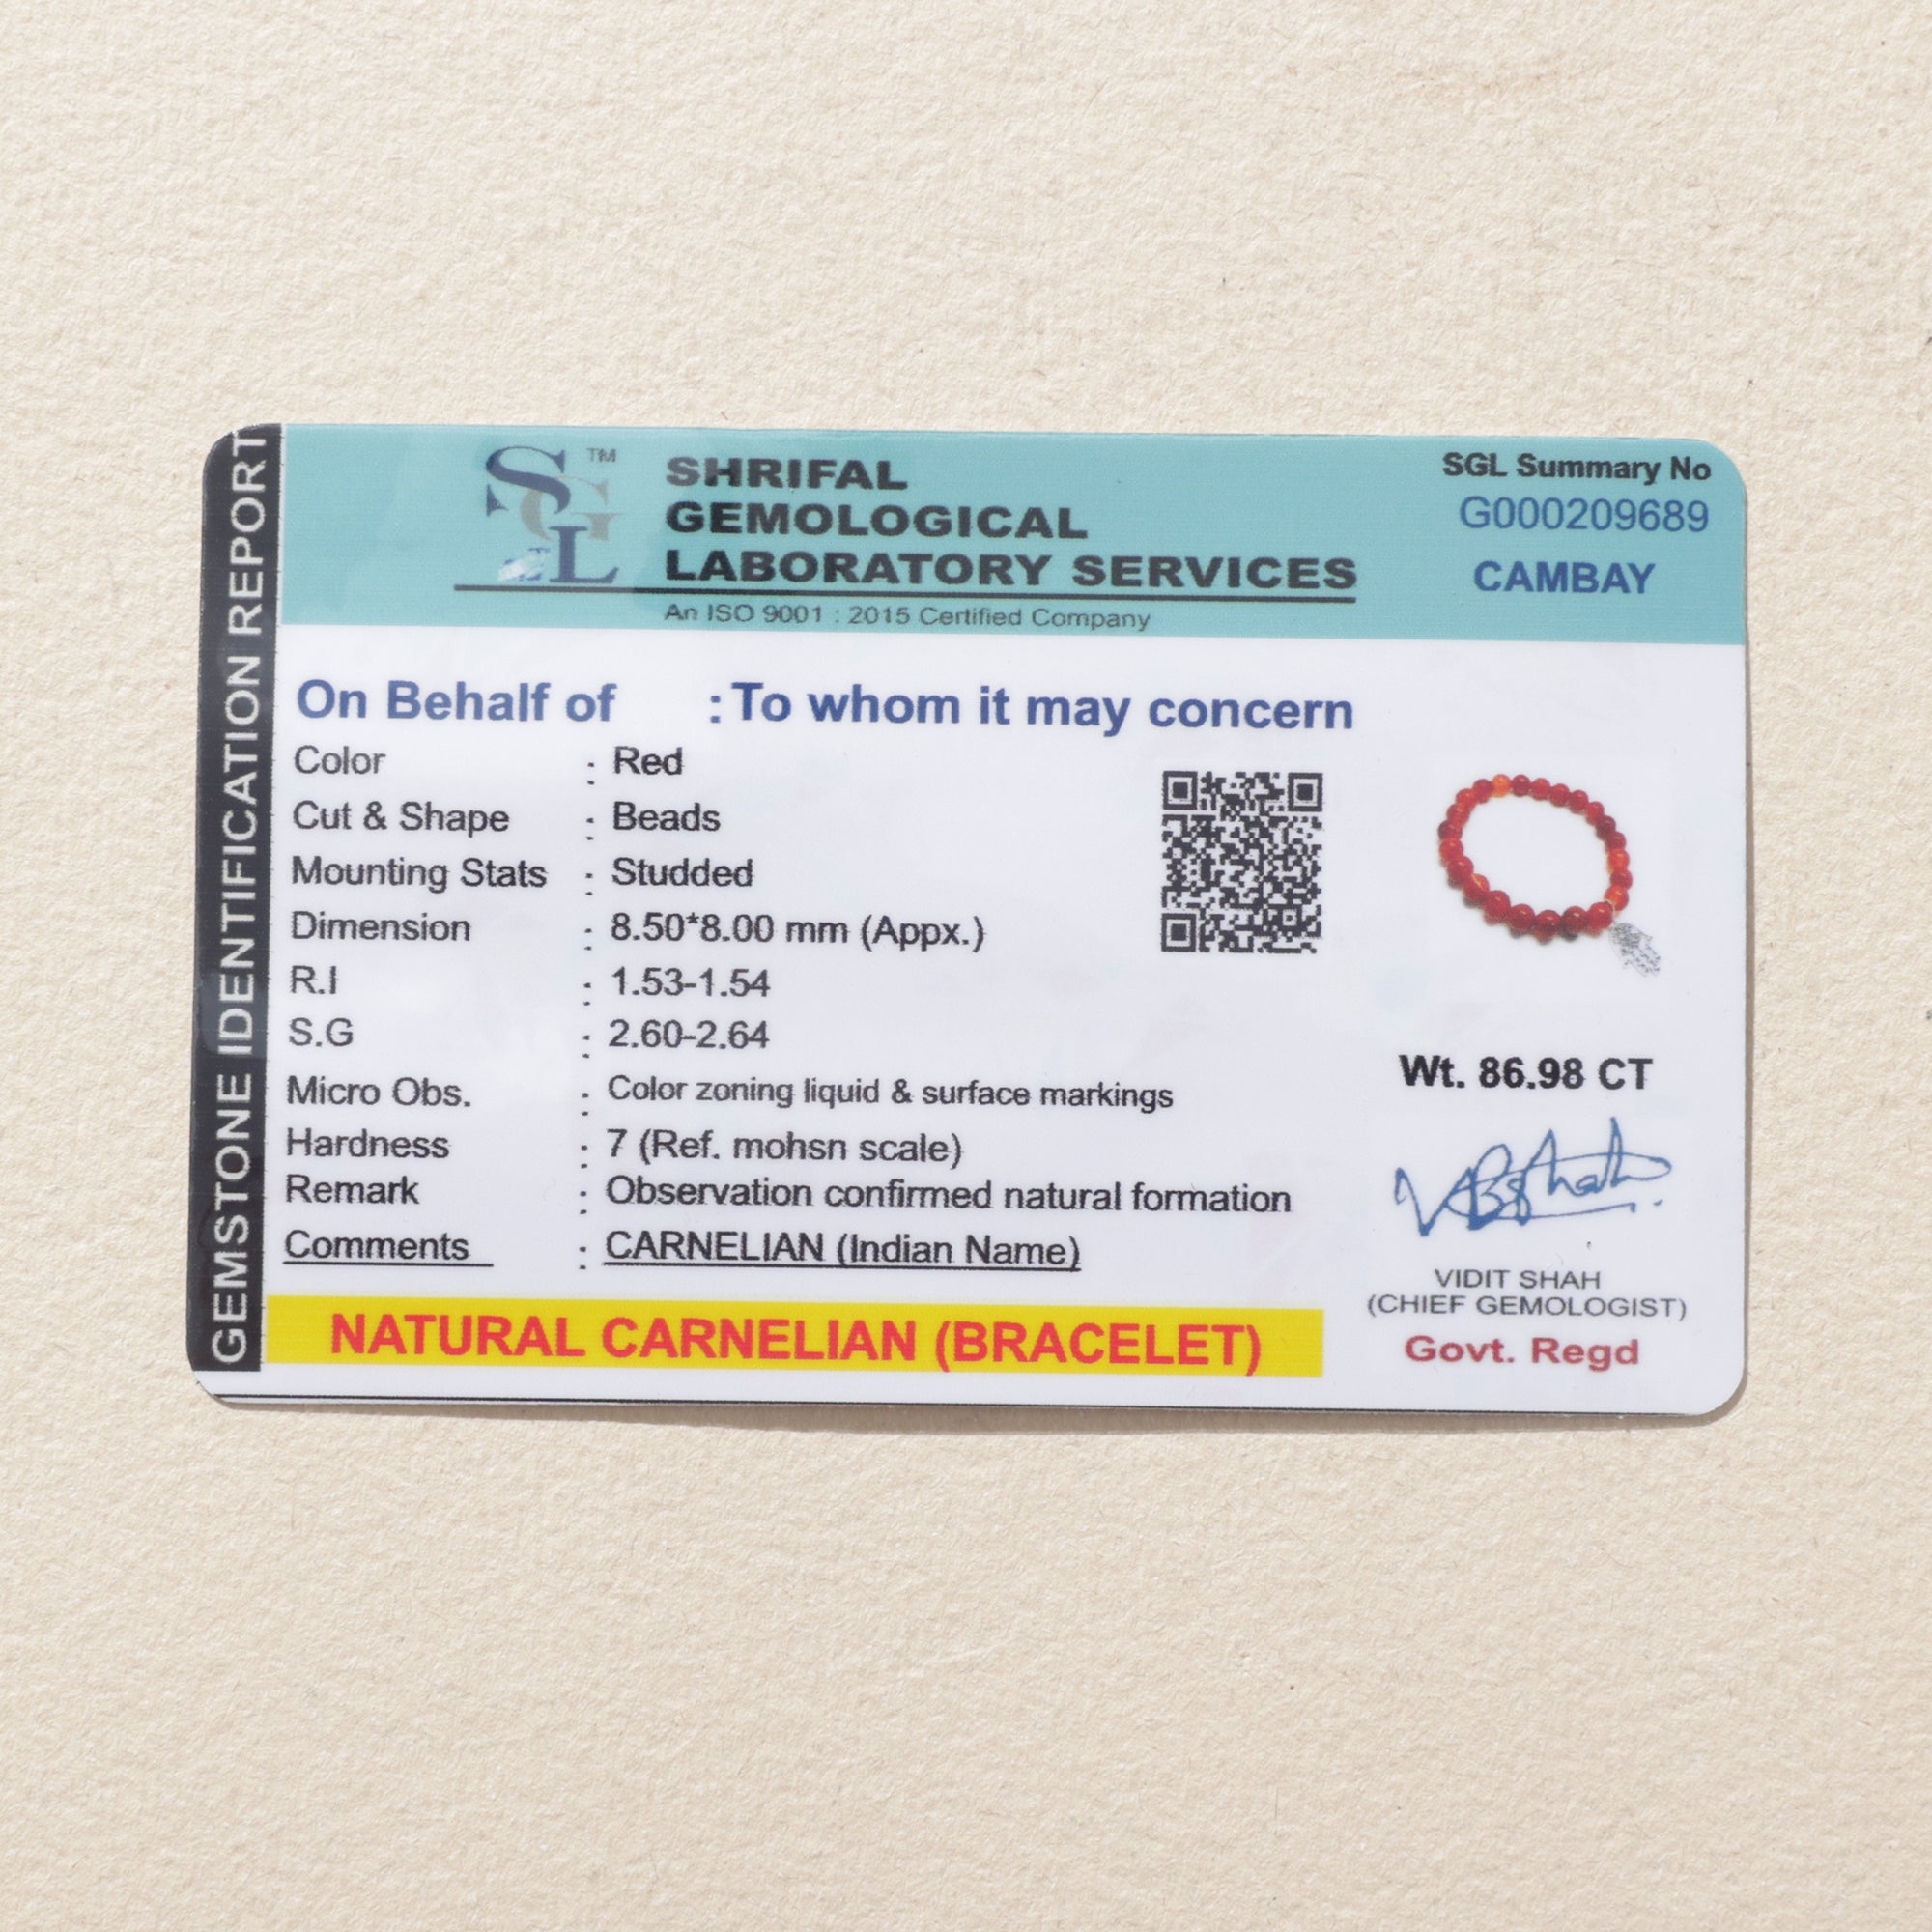 GEMSTONE IDENTIFICATION REPORT
SGL
TM
SHRIFAL
GEMOLOGICAL
LABORATORY SERVICES
An ISO 9001 : 2015 Certified Company
SGL Summary No
G000209689
CAMBAY
On Behalf of : To whom it may concern
Color : Red
Cut & Shape : Beads
Mounting Stats : Studded
Dimension : 8.50*8.00 mm (Appx.)
R.I : 1.53-1.54
S.G : 2.60-2.64
Micro Obs. : Color zoning liquid & surface markings
Hardness : 7 (Ref. mohsn scale)
Remark : Observation confirmed natural formation
Comments : CARNELIAN (Indian Name)
NATURAL CARNELIAN (BRACELET)
Wt. 86.98 CT
VIDIT SHAH
(CHIEF GEMOLOGIST)
Govt. Regd